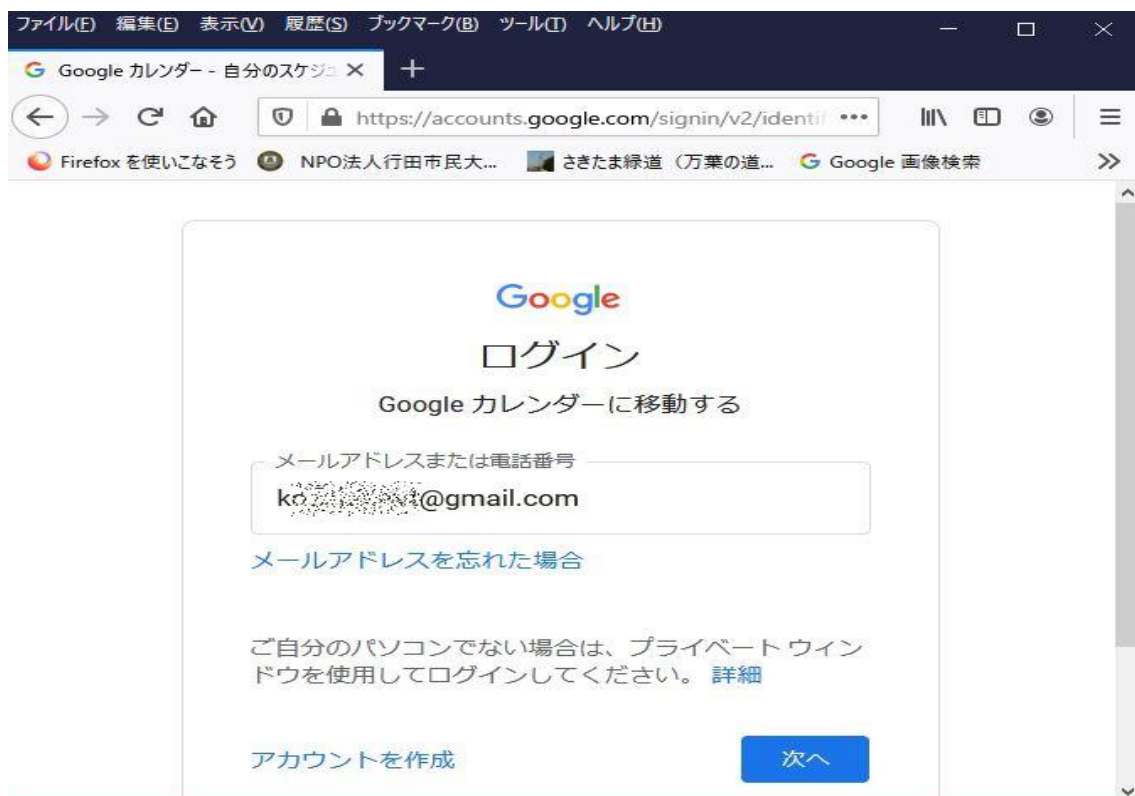 ファイル(F) 編集(E) 表示(V) 履歴(S) ブックマーク(B) ツール(T) ヘルプ(H)
Google カレンダー - 自分のスケジュ
https://accounts.google.com/signin/v2/identif
Firefox を使いこなそう NPO法人行田市民大... さきたま緑道（万葉の道... Google 画像検索
Google
ログイン
Google カレンダーに移動する
メールアドレスまたは電話番号
@gmail.com
メールアドレスを忘れた場合
ご自分のパソコンでない場合は、プライベート ウィン
ドウを使用してログインしてください。 詳細
アカウントを作成 次へ